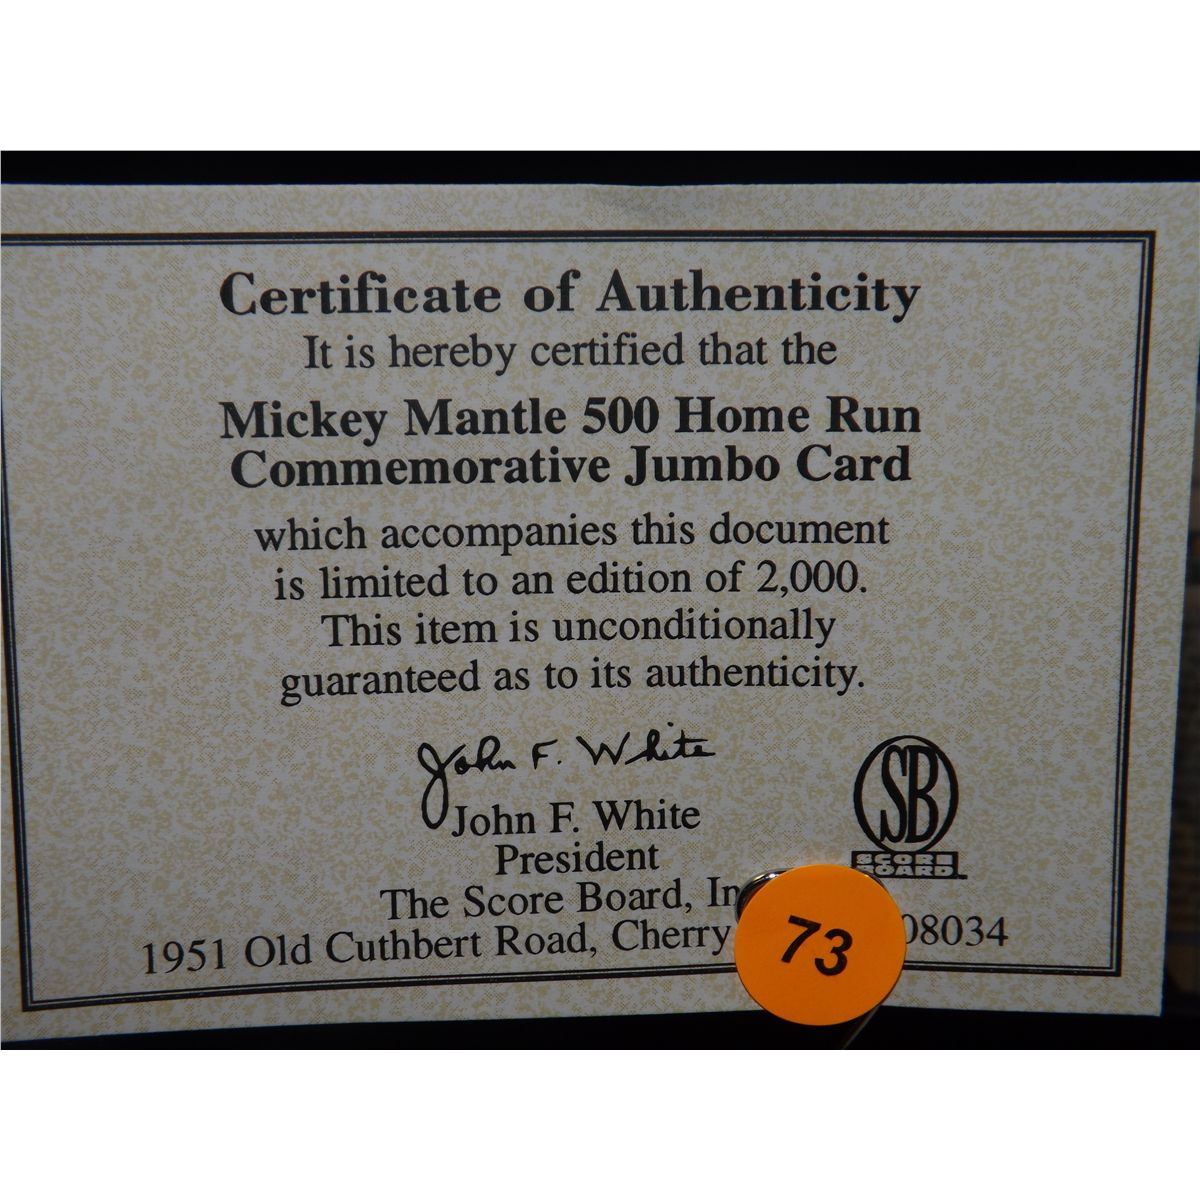 Certificate of Authenticity
It is hereby certified that the
Mickey Mantle 500 Home Run
Commemorative Jumbo Card
which accompanies this document
is limited to an edition of 2,000.
This item is unconditionally
guaranteed as to its authenticity.
John F. White
John F. White
President
The Score Board, In
1951 Old Cuthbert Road, Cherry 08034
SB
SCORE
BOARD
73